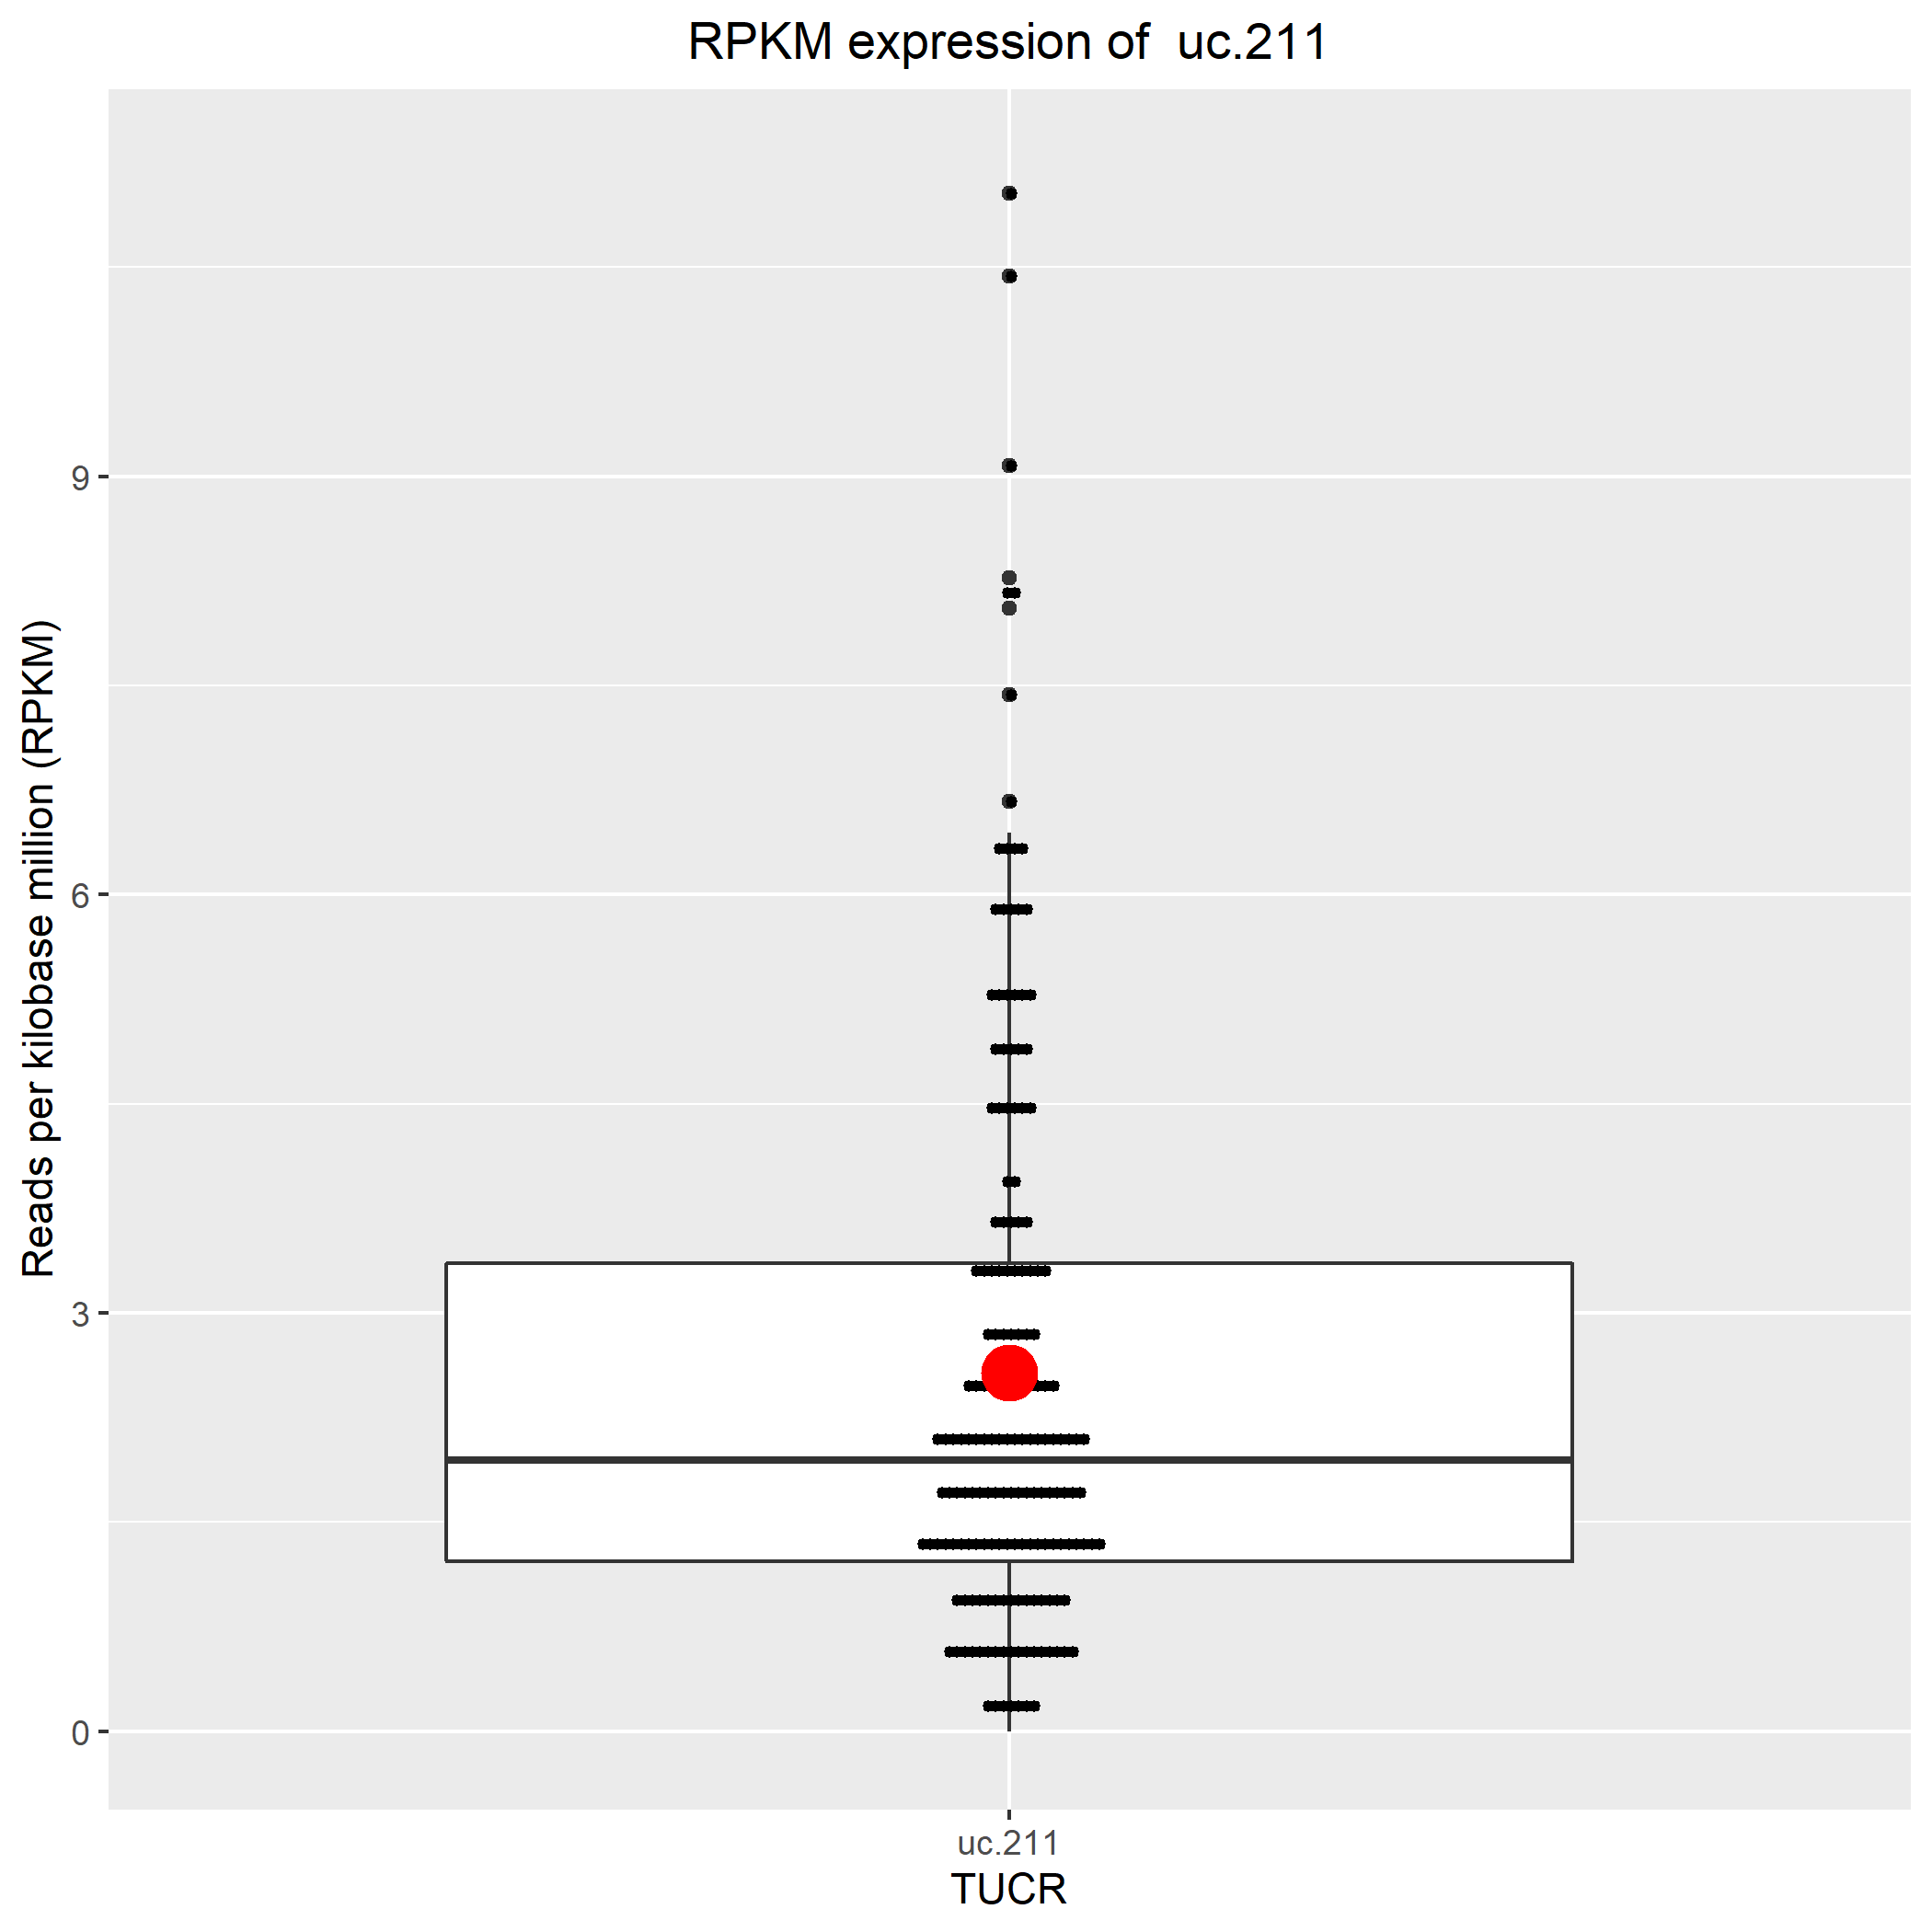 RPKM expression of  uc.211
Reads per kilobase million (RPKM)
9
6
3
0
uc.211
TUCR